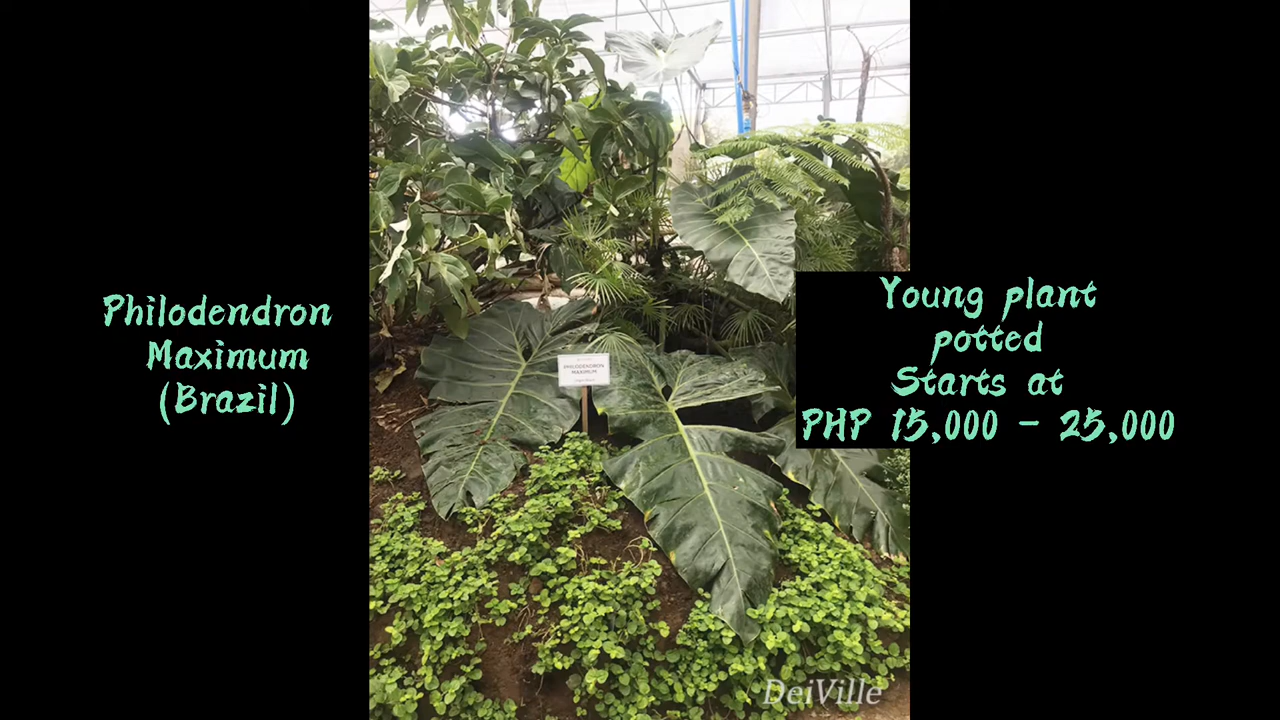 Philodendron
Maximum
(Brazil)
PHILODENDRON
MAXIMUM
Young plant
potted
Starts at
PHP 15,000 - 25,000
DeiVille